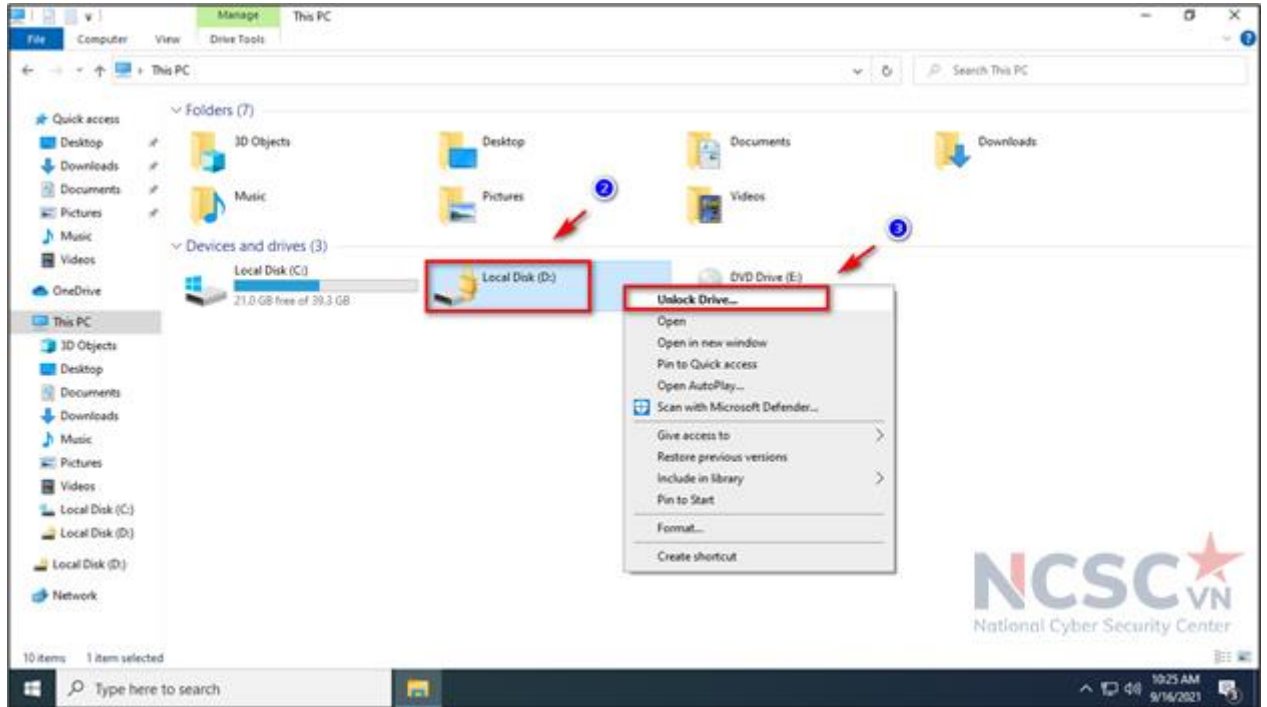 Manage This PC
File Computer View Drive Tools
This PC
Search This PC
Quick access
Desktop
Downloads
Documents
Pictures
Music
Videos
OneDrive
This PC
3D Objects
Desktop
Documents
Downloads
Music
Pictures
Videos
Local Disk (C:)
Local Disk (D:)
Local Disk (D:)
Network
Folders (7)
3D Objects
Desktop
Documents
Downloads
Music
Pictures
Videos
2
3
Devices and drives (3)
Local Disk (C:)
21.0 GB free of 39.3 GB
Local Disk (D:)
DVD Drive (E:)
Unlock Drive...
Open
Open in new window
Pin to Quick access
Open AutoPlay...
Scan with Microsoft Defender...
Give access to
Restore previous versions
Include in library
Pin to Start
Format...
Create shortcut
NCSC VN
National Cyber Security Center
10 items 1 item selected
Type here to search
10:25 AM
9/16/2021